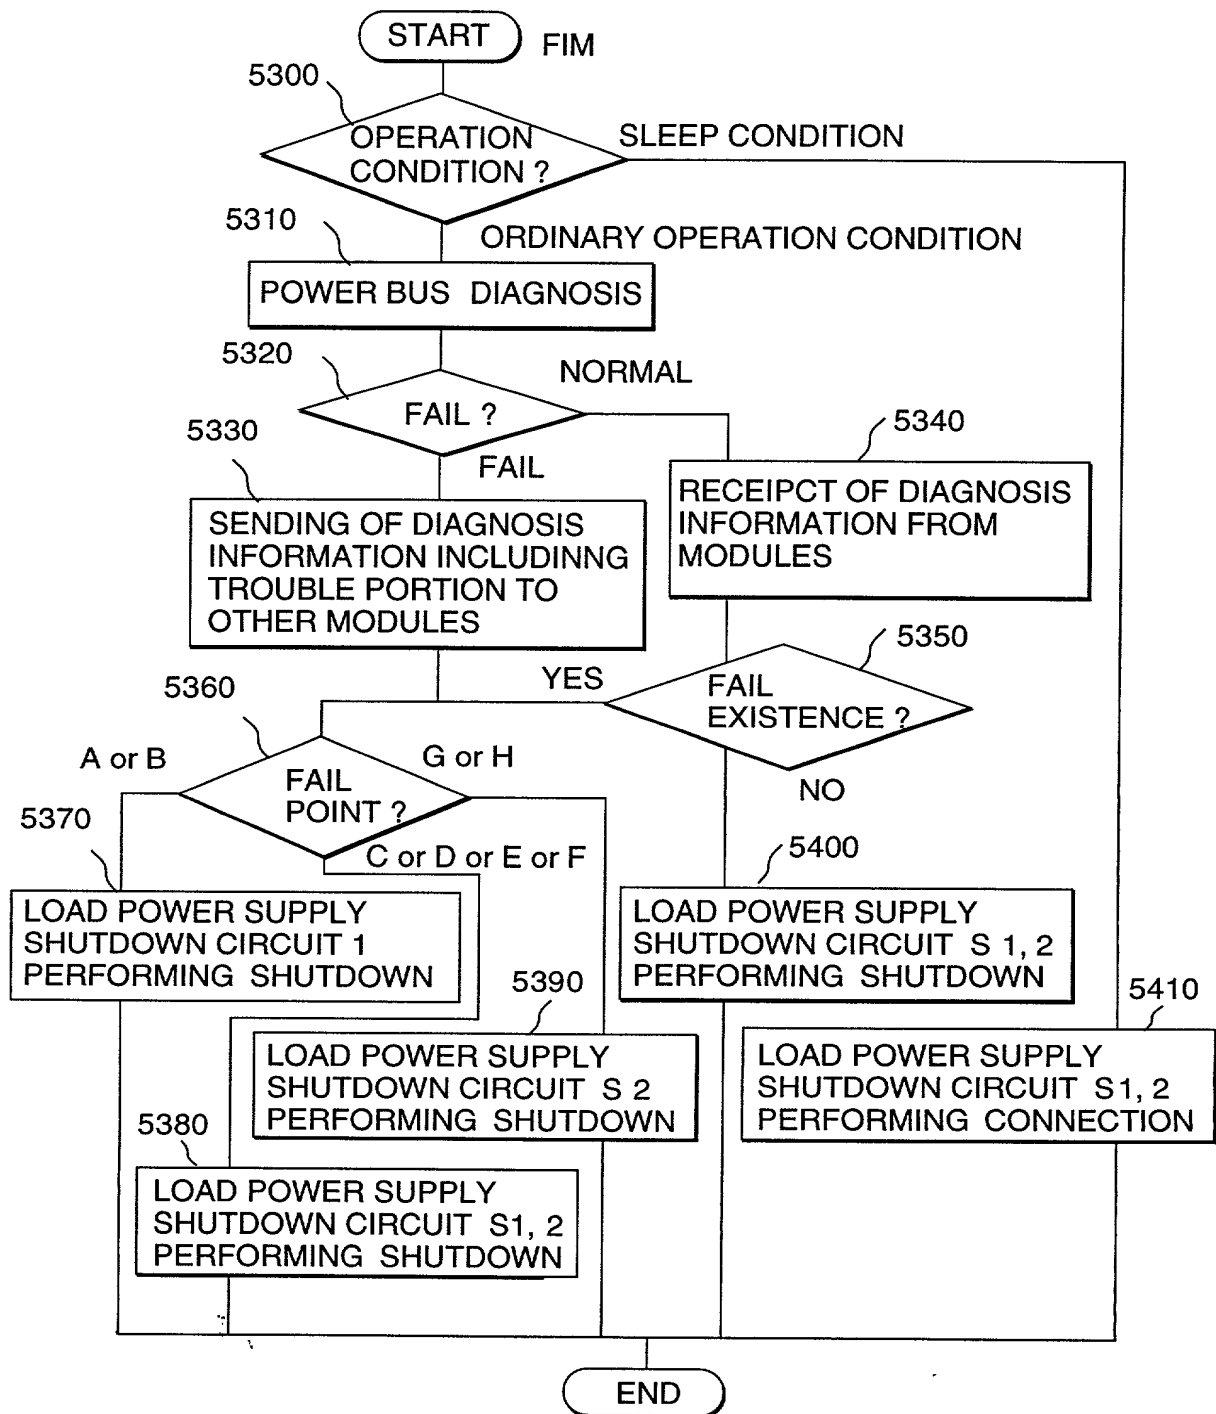 START
FIM
5300
OPERATION
CONDITION ?
SLEEP CONDITION
5310
ORDINARY OPERATION CONDITION
POWER BUS DIAGNOSIS
5320
NORMAL
FAIL ?
5330
FAIL
5340
SENDING OF DIAGNOSIS
INFORMATION INCLUDINNG
TROUBLE PORTION TO
OTHER MODULES
RECEIPCT OF DIAGNOSIS
INFORMATION FROM
MODULES
5350
YES
FAIL
EXISTENCE ?
NO
5360
A or B
G or H
FAIL
POINT ?
C or D or E or F
5370
LOAD POWER SUPPLY
SHUTDOWN CIRCUIT 1
PERFORMING SHUTDOWN
5400
LOAD POWER SUPPLY
SHUTDOWN CIRCUIT S 1, 2
PERFORMING SHUTDOWN
5390
LOAD POWER SUPPLY
SHUTDOWN CIRCUIT S 2
PERFORMING SHUTDOWN
5410
LOAD POWER SUPPLY
SHUTDOWN CIRCUIT S1, 2
PERFORMING CONNECTION
5380
LOAD POWER SUPPLY
SHUTDOWN CIRCUIT S1, 2
PERFORMING SHUTDOWN
END